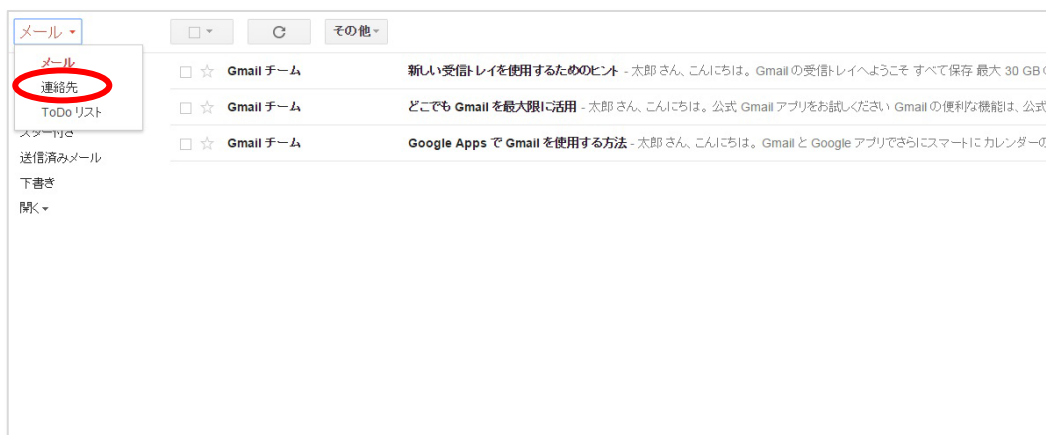 メール
その他
メール
連絡先
ToDo リスト
スター付き
送信済みメール
下書き
開く
Gmail チーム 新しい受信トレイを使用するためのヒント - 太郎 さん、こんにちは。 Gmail の受信トレイへようこそ すべて保存 最大 30 GB
Gmail チーム どこでも Gmail を最大限に活用 - 太郎 さん、こんにちは。 公式 Gmail アプリをお試しください Gmail の便利な機能は、公式
Gmail チーム Google Apps で Gmail を使用する方法 - 太郎 さん、こんにちは。 Gmail と Google アプリでさらにスマートに カレンダーの